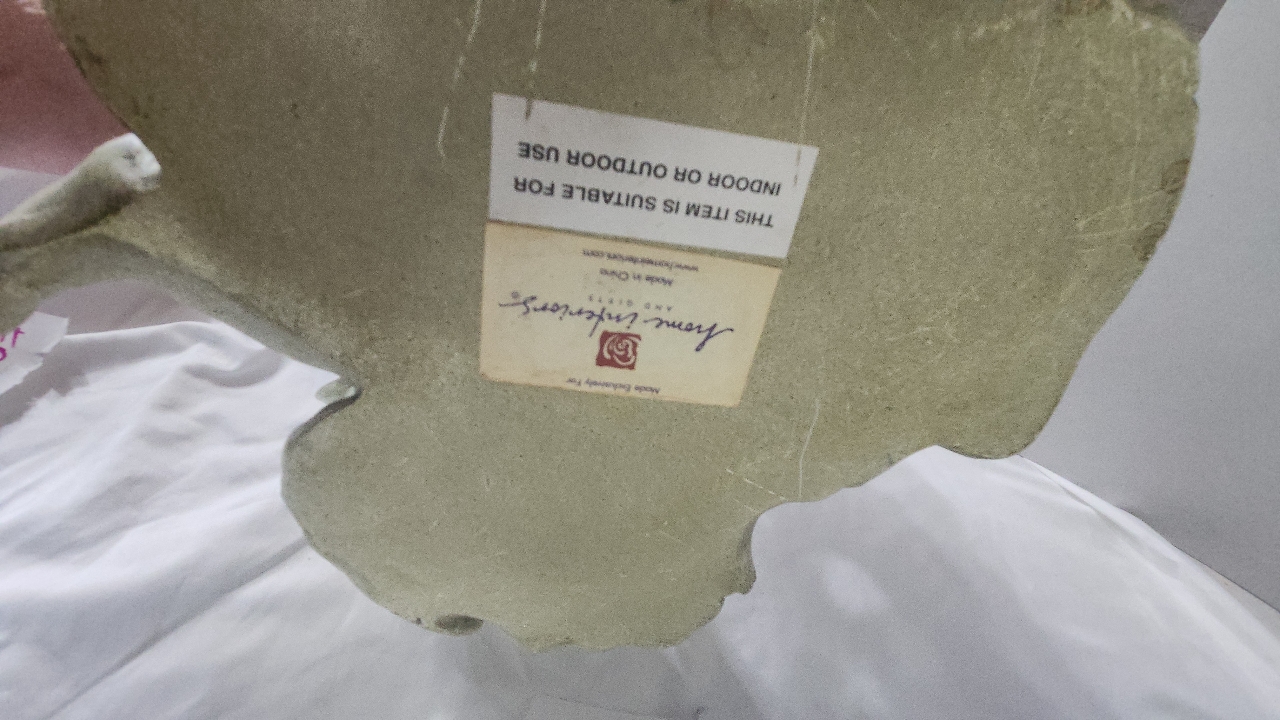 Made Exclusively For
home interiors®
AND GIFTS
Made in China
www.homeinteriors.com
THIS ITEM IS SUITABLE FOR
INDOOR OR OUTDOOR USE